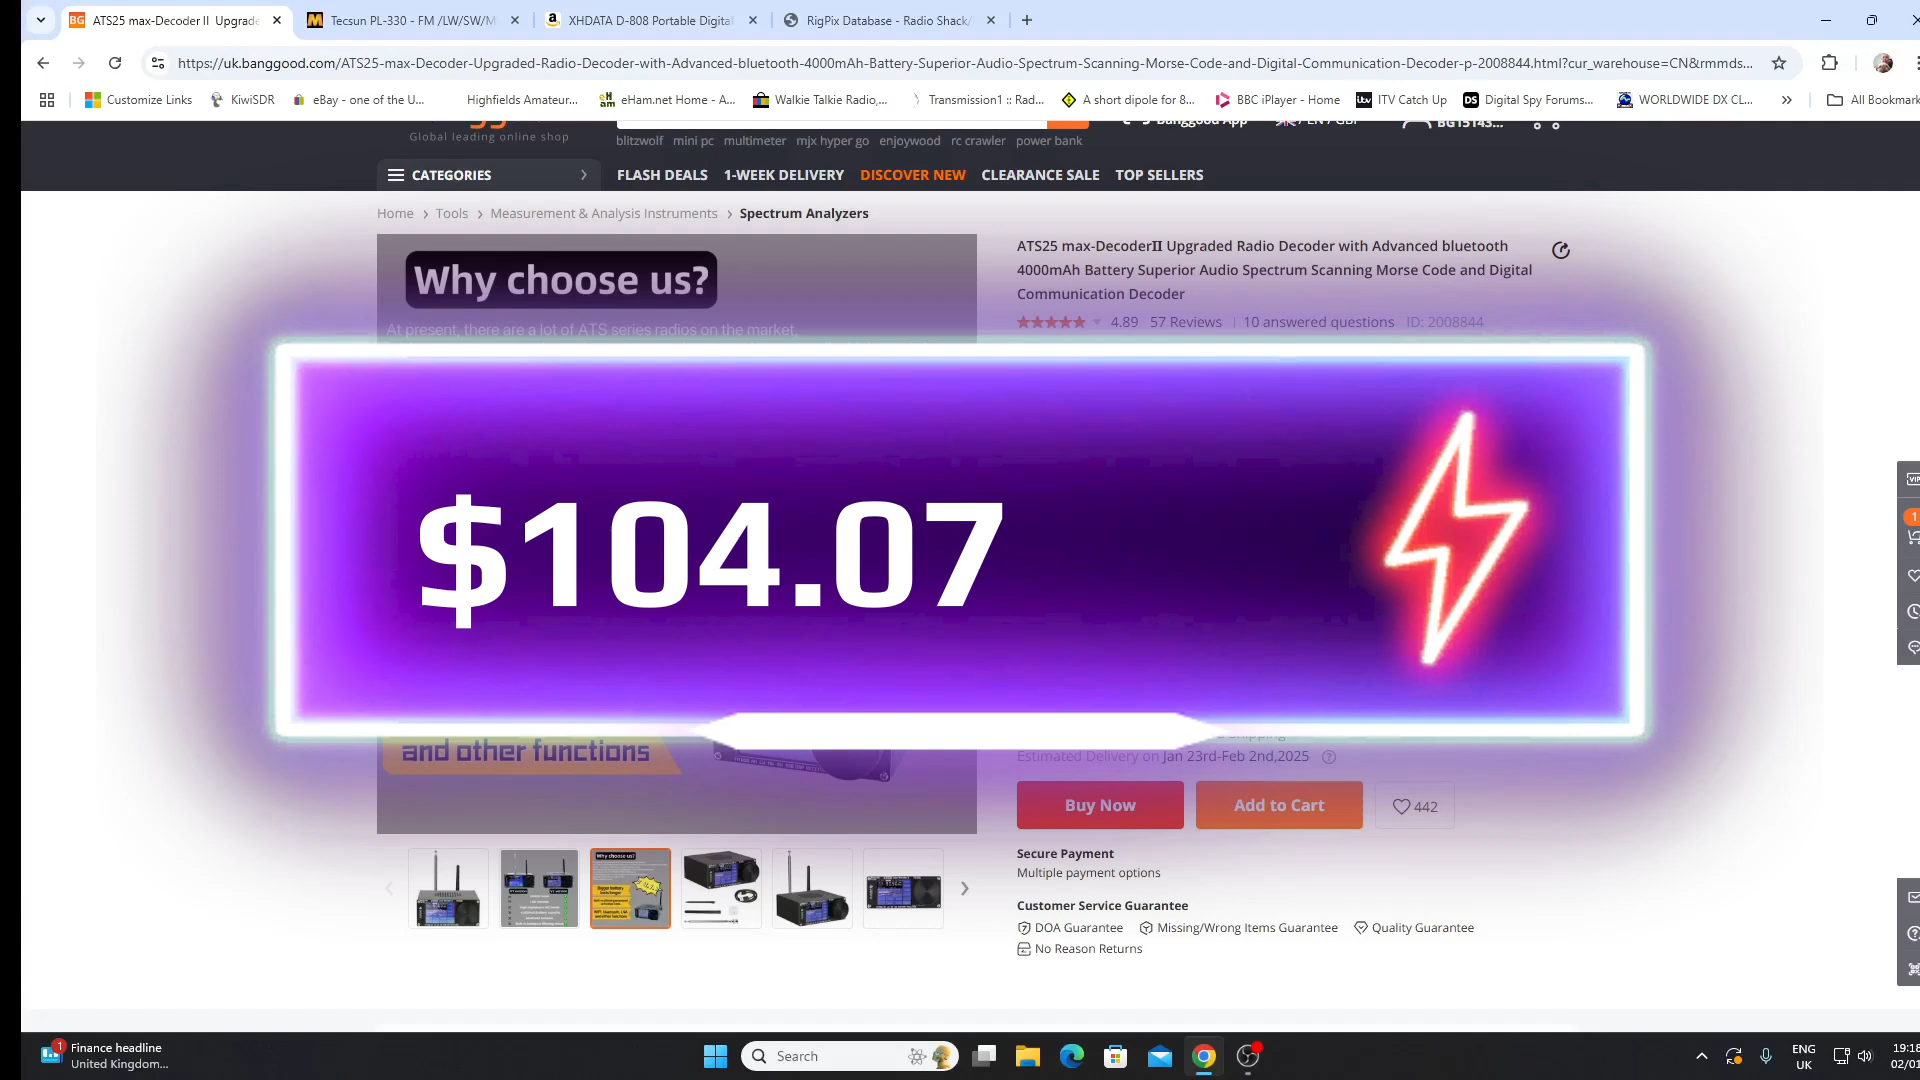 ATS25 max-Decoder II Upgrade
Tecsun PL-330 - FM /LW/SW/M
XHDATA D-808 Portable Digital
RigPix Database - Radio Shack/
https://uk.banggood.com/ATS25-max-Decoder-Upgraded-Radio-Decoder-with-Advanced-bluetooth-4000mAh-Battery-Superior-Audio-Spectrum-Scanning-Morse-Code-and-Digital-Communication-Decoder-p-2008844.html?cur_warehouse=CN&rmmds...
Customize Links
KiwiSDR
eBay - one of the U...
Highfields Amateur...
eHam.net Home - A...
Walkie Talkie Radio,...
Transmission1 :: Rad...
A short dipole for 8...
BBC iPlayer - Home
ITV Catch Up
Digital Spy Forums...
WORLDWIDE DX CL...
All Bookmark
Global leading online shop
blitzwolf mini pc multimeter mjx hyper go enjoywood rc crawler power bank
Banggood App
CATEGORIES
FLASH DEALS 1-WEEK DELIVERY DISCOVER NEW CLEARANCE SALE TOP SELLERS
Home > Tools > Measurement & Analysis Instruments > Spectrum Analyzers
Why choose us?
At present, there are a lot of ATS series radios on the market,
ATS25 max-DecoderⅡ Upgraded Radio Decoder with Advanced bluetooth
4000mAh Battery Superior Audio Spectrum Scanning Morse Code and Digital
Communication Decoder
4.89 57 Reviews | 10 answered questions ID: 2008844
$104.07
and other functions
Estimated Delivery on Jan 23rd-Feb 2nd,2025
Buy Now
Add to Cart
442
Secure Payment
Multiple payment options
Customer Service Guarantee
DOA Guarantee Missing/Wrong Items Guarantee Quality Guarantee
No Reason Returns
VIP
1
Finance headline
United Kingdom...
Search
ENG
UK
19:18
02/01